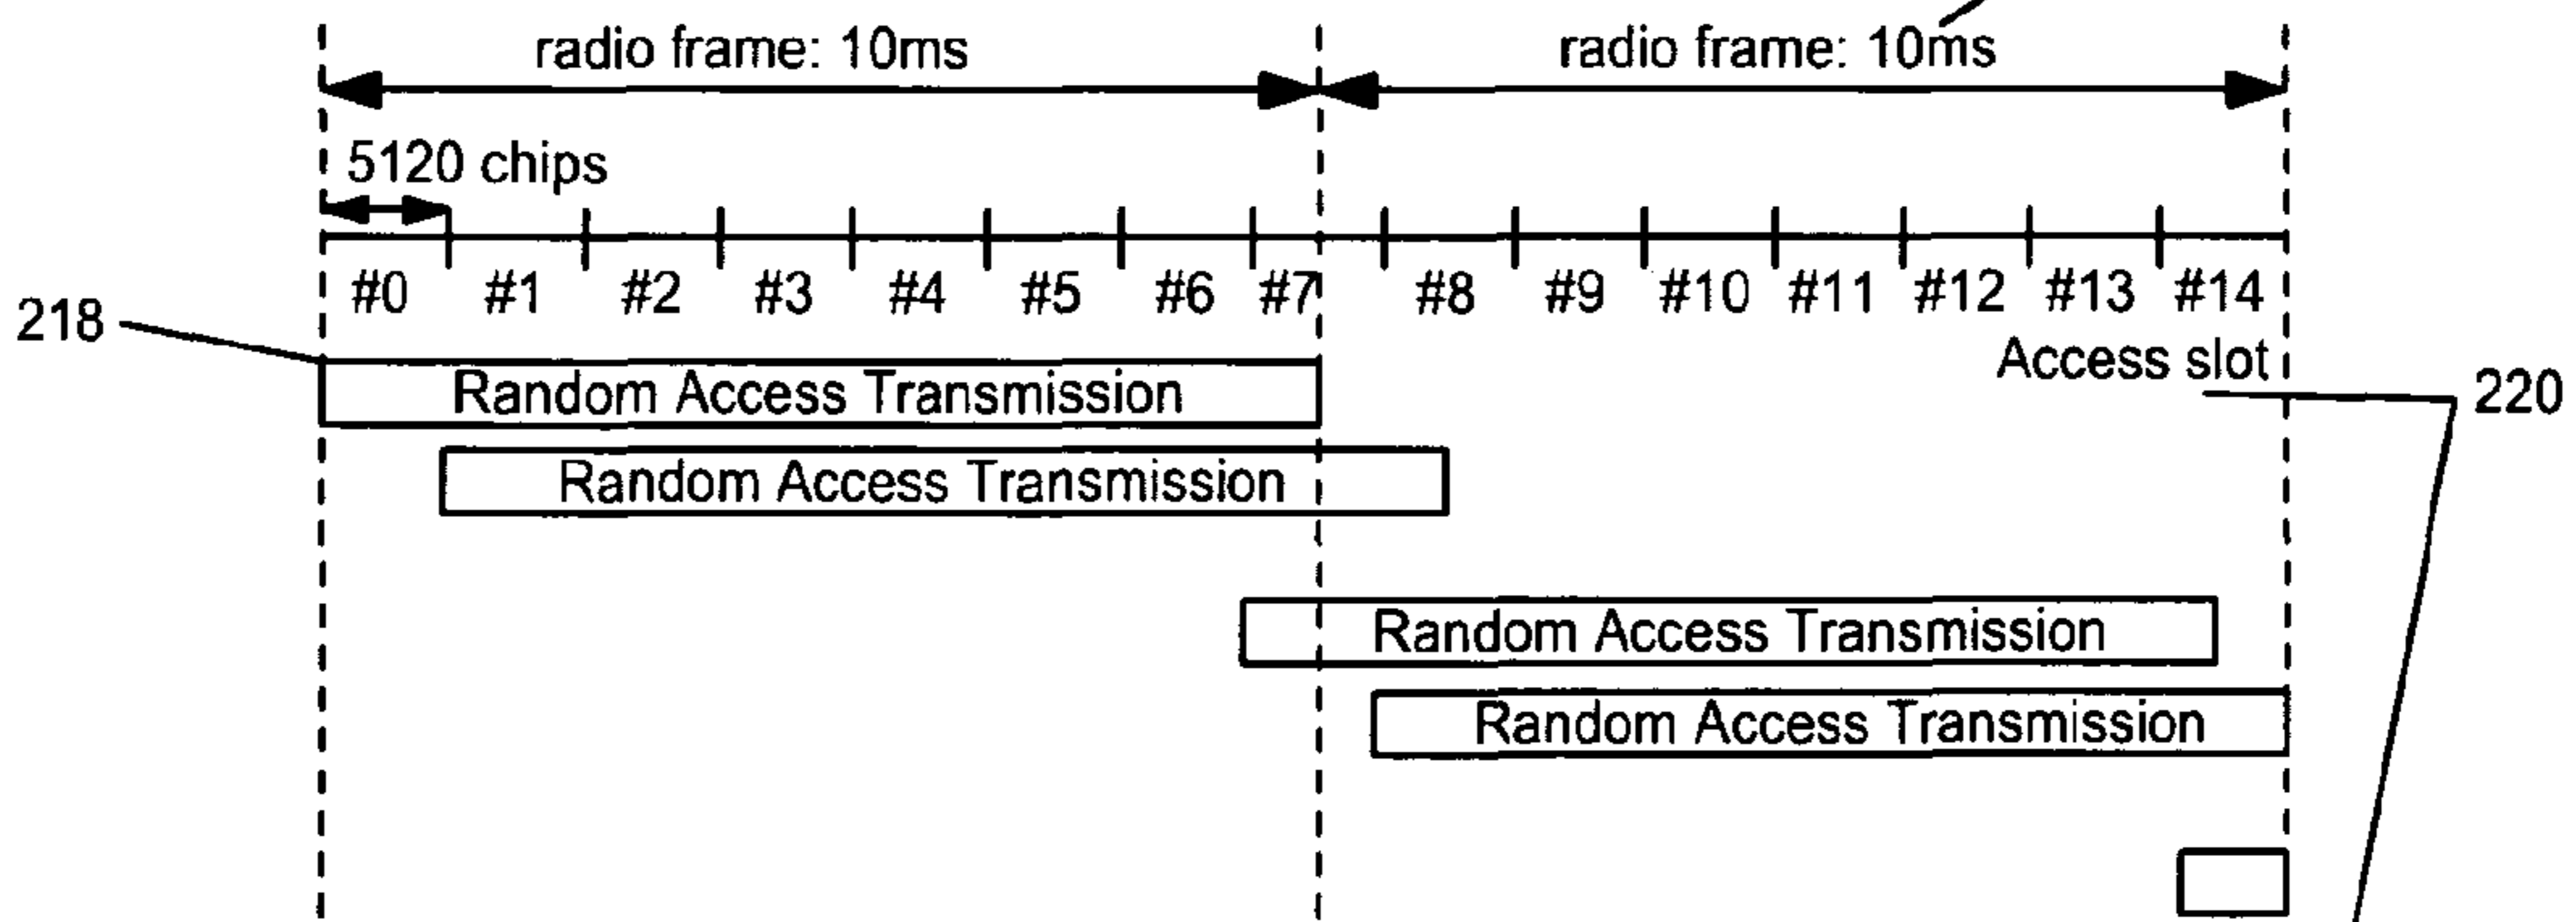 radio frame: 10ms radio frame: 10ms
5120 chips
#0 #1 #2 #3 #4 #5 #6 #7 #8 #9 #10 #11 #12 #13 #14
218
Access slot
220
Random Access Transmission
Random Access Transmission
Random Access Transmission
Random Access Transmission